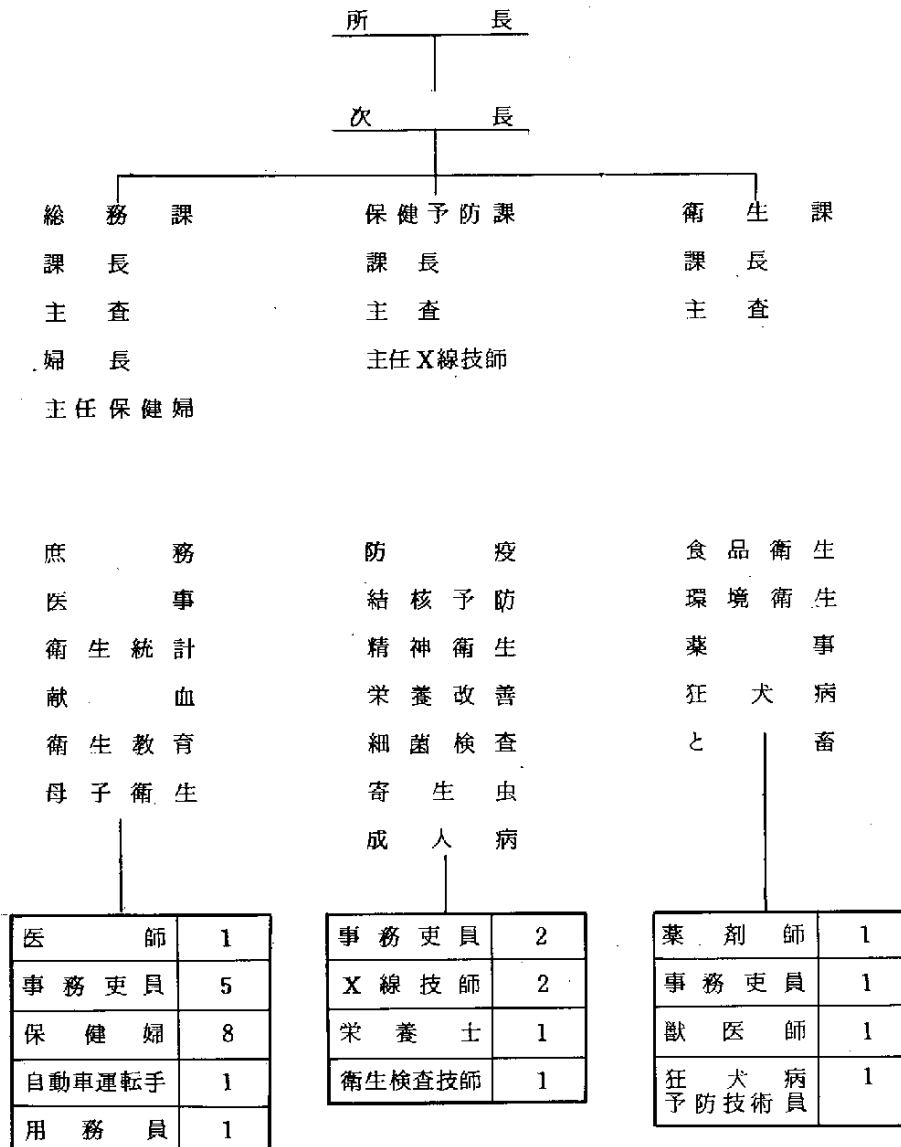 所長
次長
総務課
課長
主査
婦長
主任保健婦
保健予防課
課長
主査
主任X線技師
衛生課
課長
主査
庶務
医事
衛生統計
献血
衛生教育
母子衛生
防疫
結核予防
精神衛生
栄養改善
細菌検査
寄生虫
成人病
食品衛生
環境衛生
薬事
狂犬病
と畜
医師 1
事務吏員 5
保健婦 8
自動車運転手 1
用務員 1
事務吏員 2
X線技師 2
栄養士 1
衛生検査技師 1
薬剤師 1
事務吏員 1
獣医師 1
狂犬病 1
予防技術員